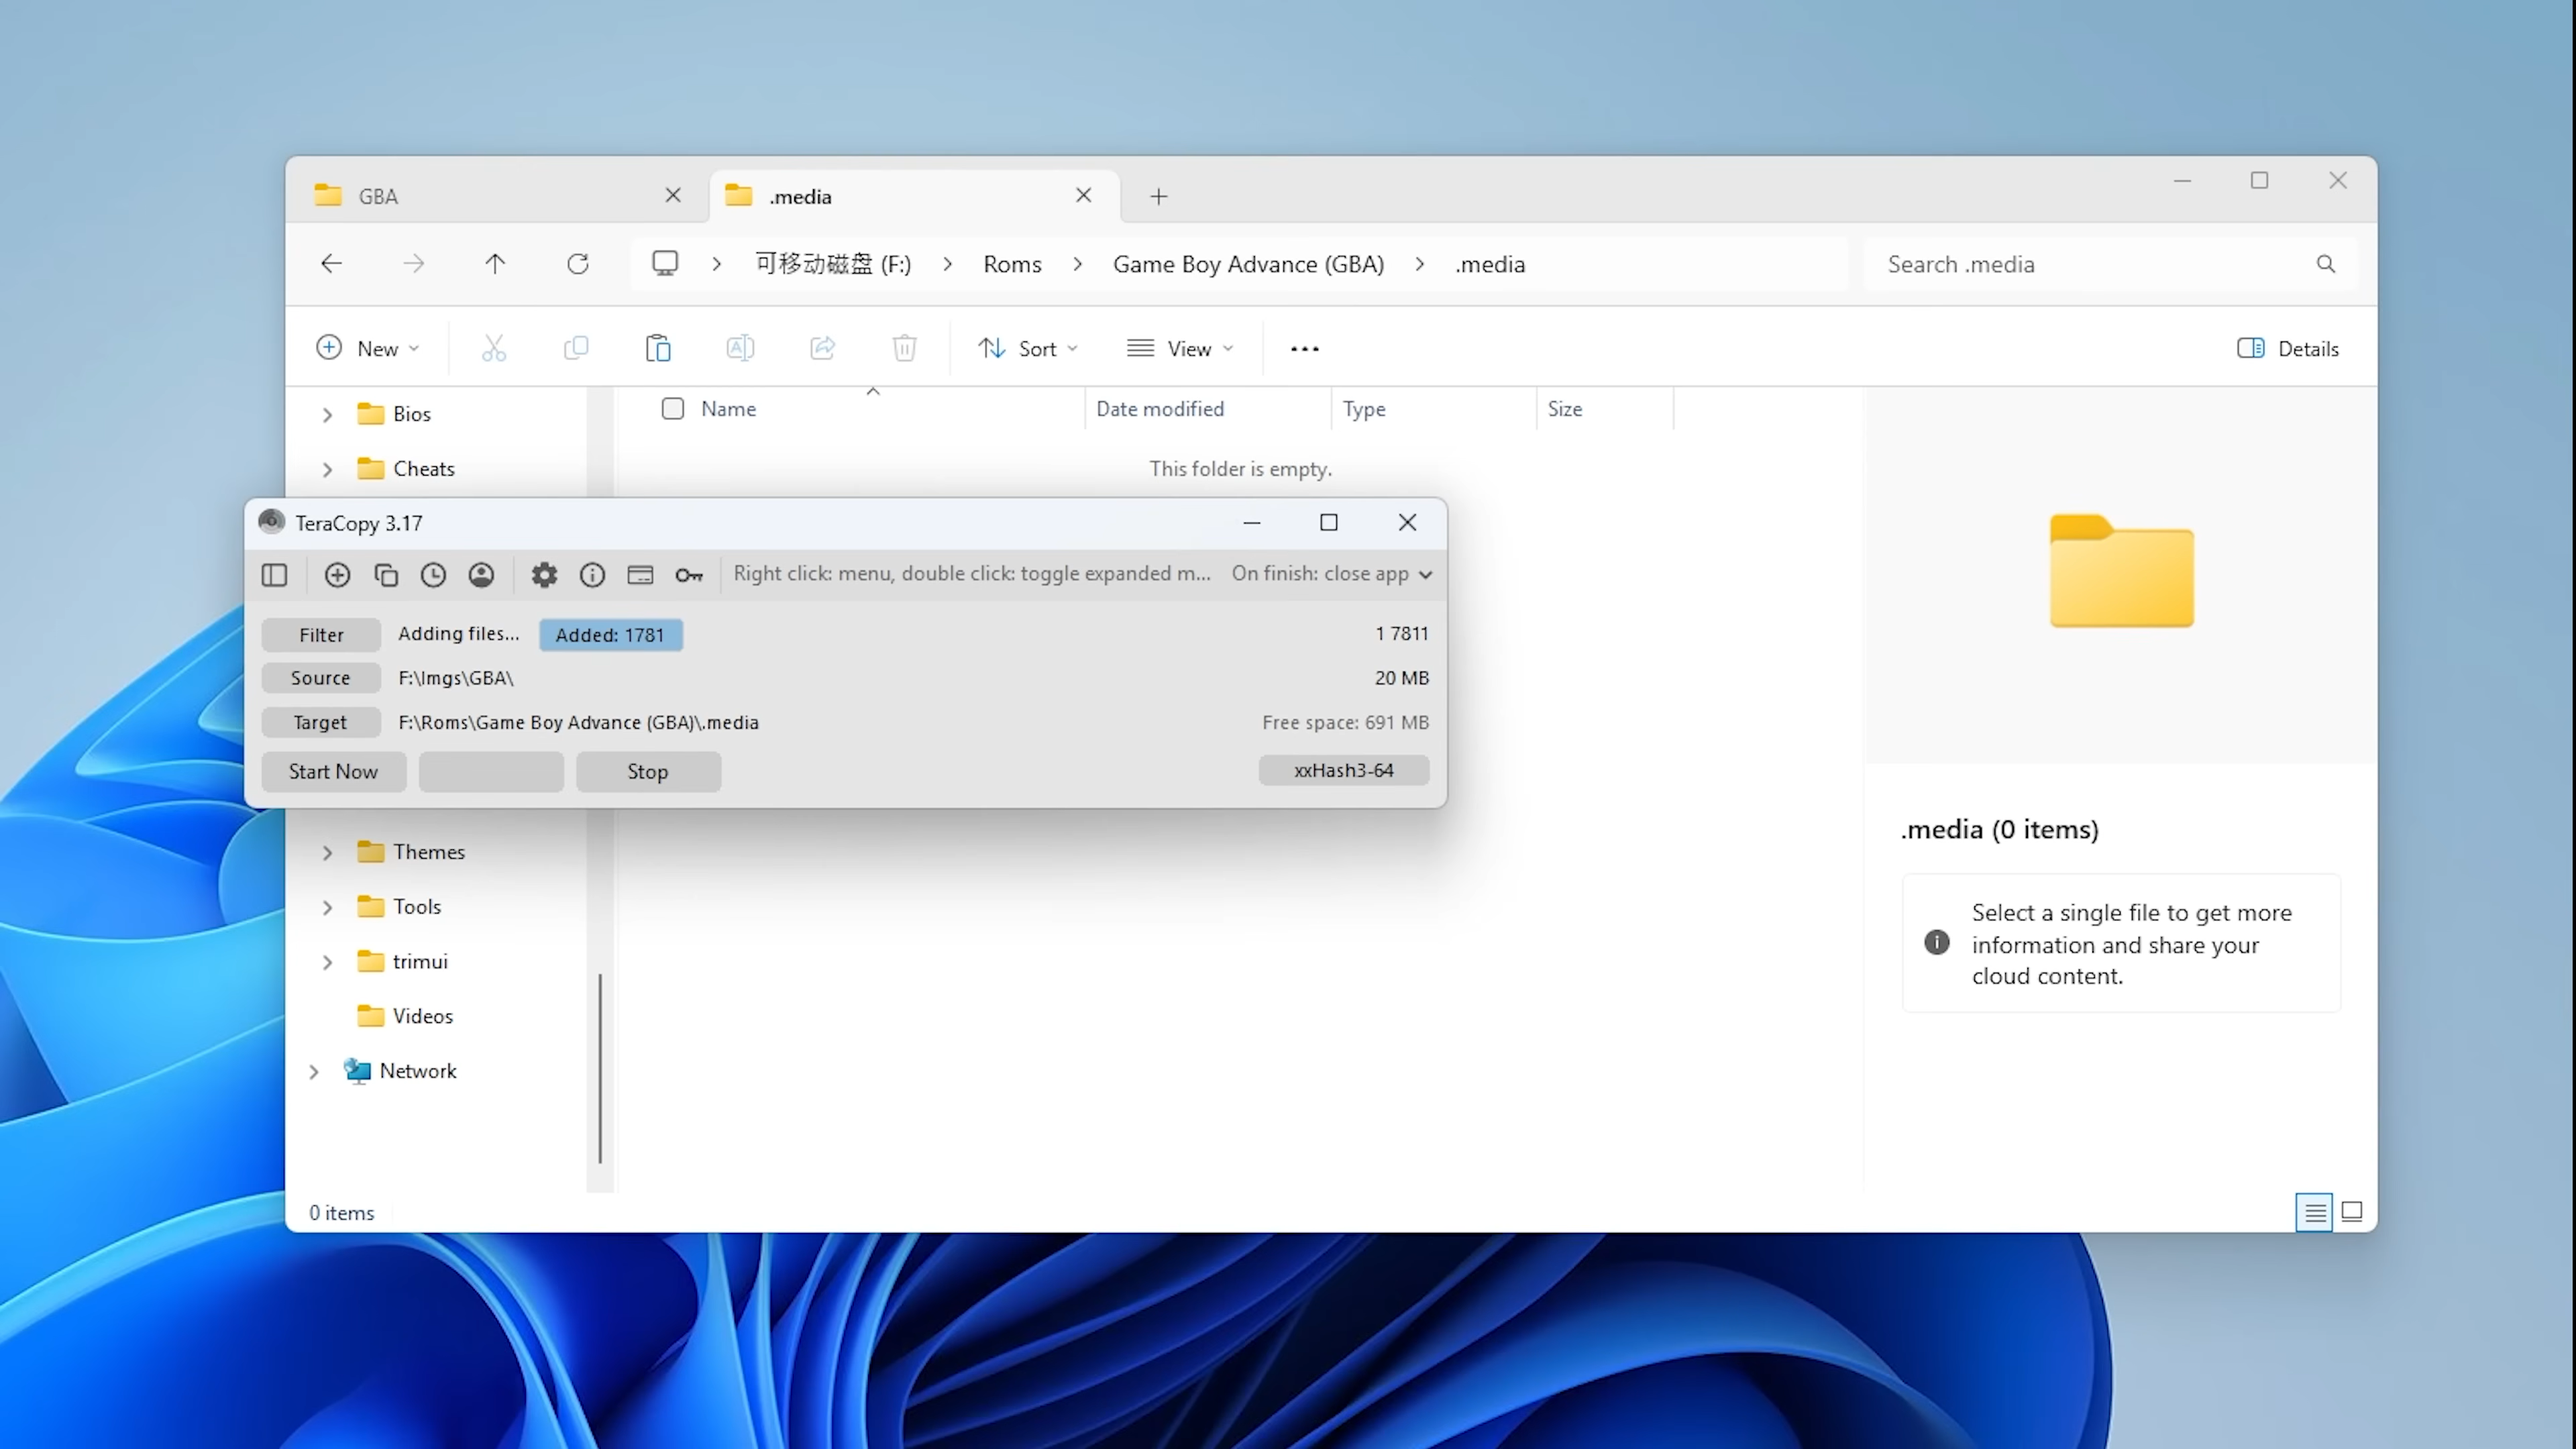 GBA
.media
可移动磁盘 (F:)
Roms
Game Boy Advance (GBA)
.media
Search .media
New
Sort
View
Details
Bios
Cheats
Name
Date modified
Type
Size
This folder is empty.
TeraCopy 3.17
Right click: menu, double click: toggle expanded m...
On finish: close app
Filter
Adding files...
Added: 1781
1 7811
Source
F:\Imgs\GBA\
20 MB
Target
F:\Roms\Game Boy Advance (GBA)\.media
Free space: 691 MB
Start Now
Stop
xxHash3-64
Themes
Tools
trimui
Videos
Network
.media (0 items)
Select a single file to get more
information and share your
cloud content.
0 items